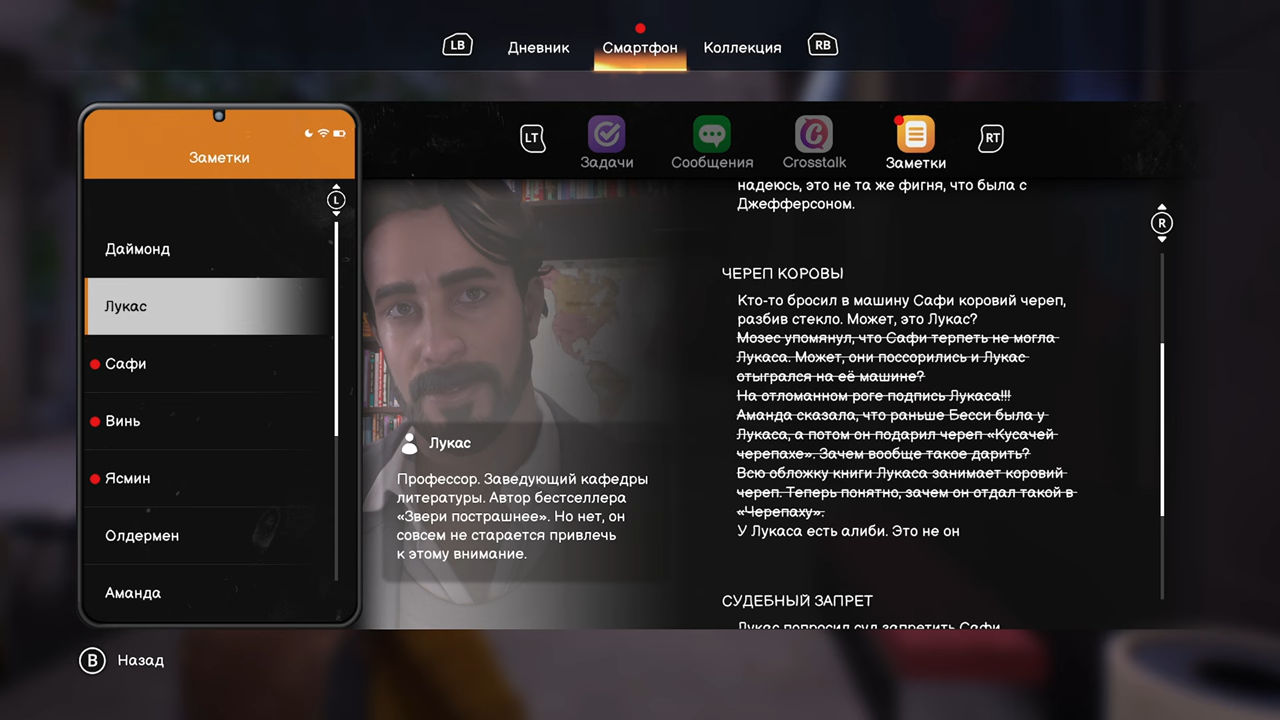 LB
Дневник
Смартфон
Коллекция
RB
Заметки
L
Даймонд
Лукас
Сафи
Винь
Ясмин
Олдермен
Аманда
LT
Задачи
Сообщения
Crosstalk
Заметки
RT
Лукас
Профессор. Заведующий кафедры
литературы. Автор бестселлера
«Звери пострашнее». Но нет, он
совсем не старается привлечь
к этому внимание.
надеюсь, это не та же фигня, что была с
Джефферсоном.
R
ЧЕРЕП КОРОВЫ
Кто-то бросил в машину Сафи коровий череп,
разбив стекло. Может, это Лукас?
Мозес упомянул, что Сафи терпеть не могла
Лукаса. Может, они поссорились и Лукас
отыгрался на её машине?
На отломанном роге подпись Лукаса!!!
Аманда сказала, что раньше Бесси была у
Лукаса, а потом он подарил череп «Кусачей
черепахе». Зачем вообще такое дарить?
Всю обложку книги Лукаса занимает коровий
череп. Теперь понятно, зачем он отдал такой в
«Черепаху».
У Лукаса есть алиби. Это не он
СУДЕБНЫЙ ЗАПРЕТ
Лукас попросил суд запретить Сафи
B
Назад